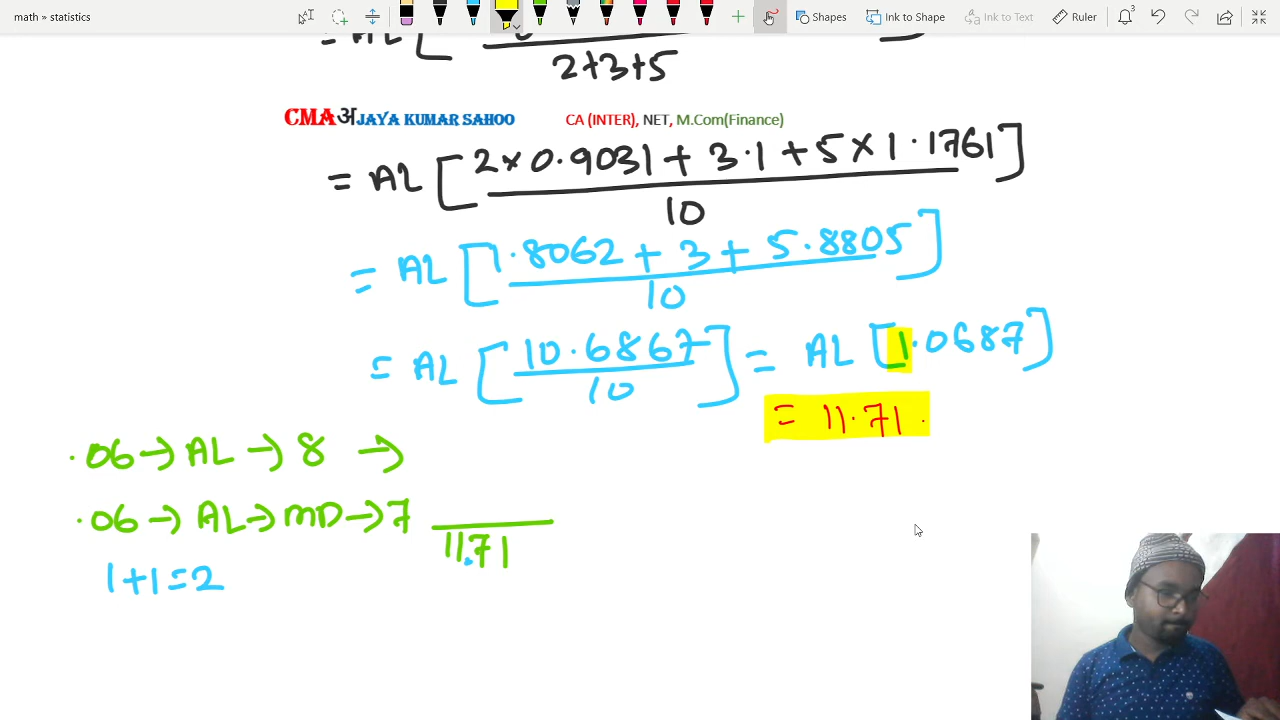 math » statistics
Shapes
Ink to Shape
Ink to Text
Ruler
= AL [
2+3+5
CMAअJAYA KUMAR SAHOO CA (INTER), NET, M.Com(Finance)
= AL [ 2×0.9031 + 3.1 + 5×1.1761 ]
10
= AL [ 1.8062 + 3 + 5.8805 ]
10
= AL [ 10.6867 ] = AL [ 1.0687 ]
10
= 11.71.
.06 → AL → 8 →
.06 → AL → MD → 7
11.71
1+1=2